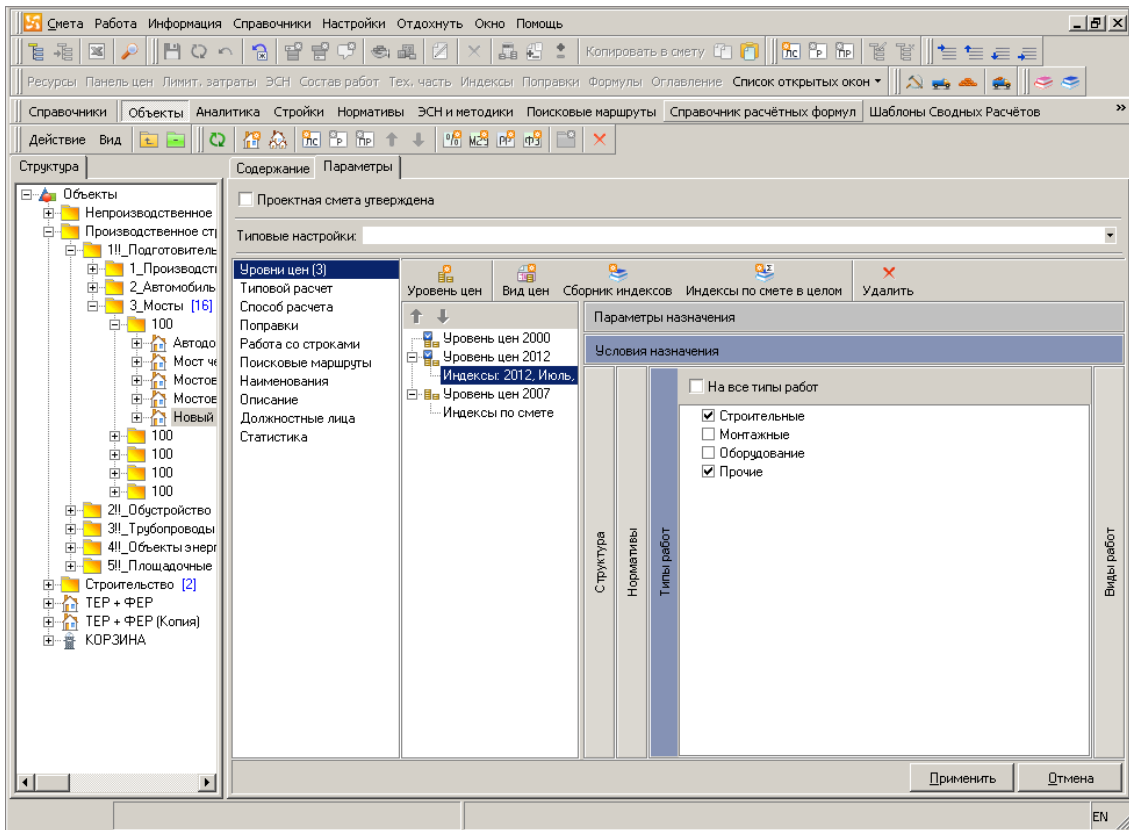 Смета Работа Информация Справочники Настройки Отдохнуть Окно Помощь
Копировать в смету
Ресурсы Панель цен Лимит. затраты ЭСН Состав работ Тех. часть Индексы Поправки Формулы Оглавление Список открытых окон
Справочники Объекты Аналитика Стройки Нормативы ЭСН и методики Поисковые маршруты Справочник расчётных формул Шаблоны Сводных Расчётов »
Действие Вид
Структура
Содержание Параметры
Объекты
Непроизводственное
Производственное стр
1!!_Подготовитель
1_Производст
2_Автомобиль
3_Мосты [16]
100
Автодо
Мост че
Мостов
Мостов
Новый
100
100
100
100
2!!_Обустройство
3!!_Трубопроводы
4!!_Объекты энерг
5!!_Площадочные
Строительство [2]
ТЕР + ФЕР
ТЕР + ФЕР (Копия)
КОРЗИНА
Проектная смета утверждена
Типовые настройки:
Уровни цен (3)
Типовой расчет
Способ расчета
Поправки
Работа со строками
Поисковые маршруты
Наименования
Описание
Должностные лица
Статистика
Уровень цен Вид цен Сборник индексов Индексы по смете в целом Удалить
Уровень цен 2000
Уровень цен 2012
Индексы: 2012, Июль,
Уровень цен 2007
Индексы по смете
Параметры назначения
Условия назначения
Структура
Нормативы
Типы работ
На все типы работ
Строительные
Монтажные
Оборудование
Прочие
Виды работ
Применить Отмена
EN